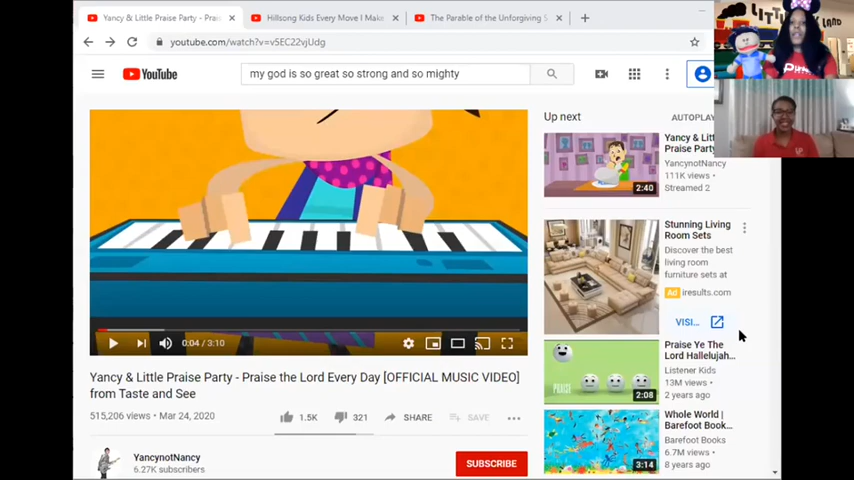 Yancy & Little Praise Party - Prai
Hillsong Kids Every Move I Make
The Parable of the Unforgiving S
youtube.com/watch?v=v5EC22vjUdg
YouTube
my god is so great so strong and so mighty
Up next
AUTOPLAY
Yancy & Litt
Praise Party
YancynotNancy
111K views •
Streamed 2
2:40
Stunning Living
Room Sets
Discover the best
living room
furniture sets at
Ad iresults.com
VISI...
0:04 / 3:10
Praise Ye The
Lord Hallelujah...
Listener Kids
13M views •
2 years ago
PRAISE
2:08
Yancy & Little Praise Party - Praise the Lord Every Day [OFFICIAL MUSIC VIDEO]
from Taste and See
515,206 views • Mar 24, 2020
1.5K
321
SHARE
SAVE
Whole World |
Barefoot Book...
Barefoot Books
6.7M views •
8 years ago
3:14
YancynotNancy
6.27K subscribers
SUBSCRIBE